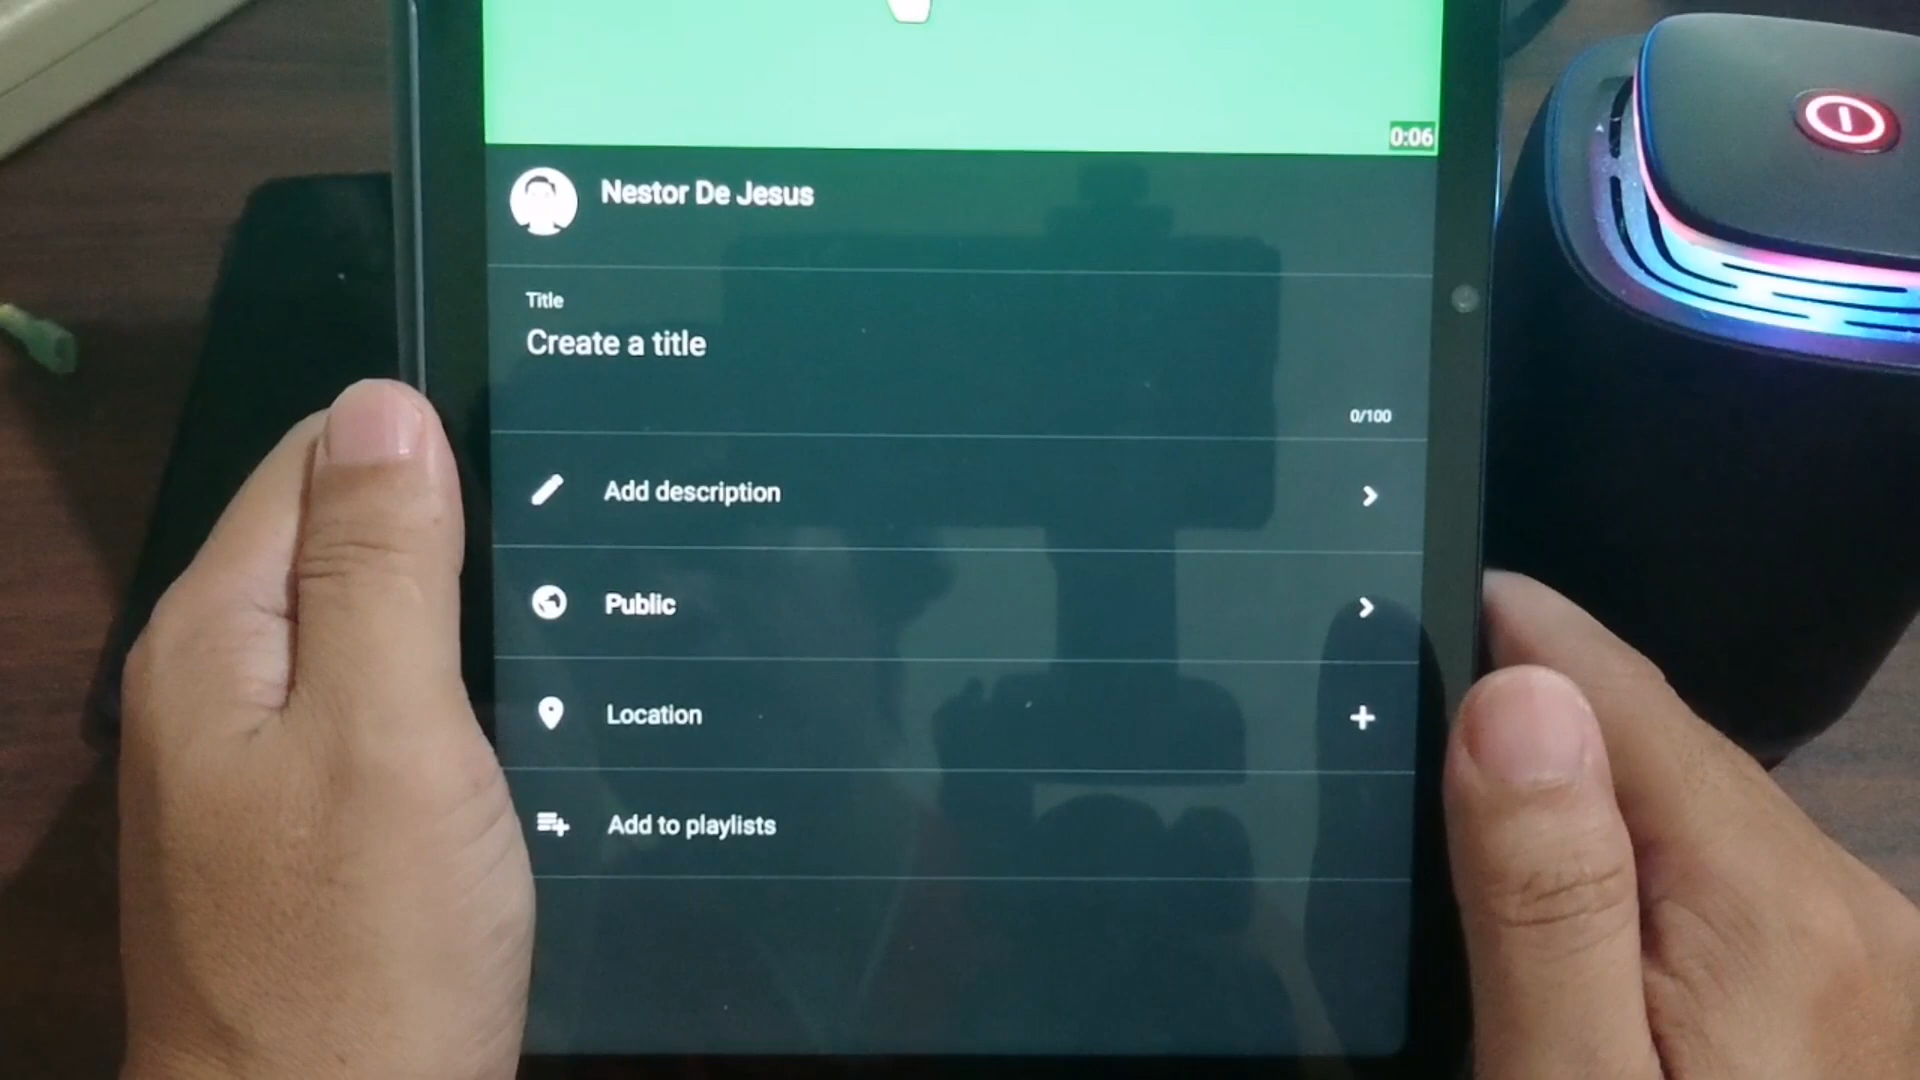 0:06
Nestor De Jesus
Title
Create a title
0/100
Add description
Public
Location
Add to playlists